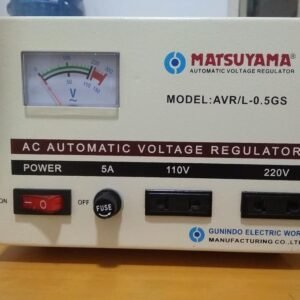 MATSUYAMA®
AUTOMATIC VOLTAGE REGULATOR
MODEL:AVR/L-0.5GS
V
AC AUTOMATIC VOLTAGE REGULATOR
POWER 5A 110V 220V
ON OFF FUSE
GUNINDO ELECTRIC WOR
MANUFACTURING CO.,LT